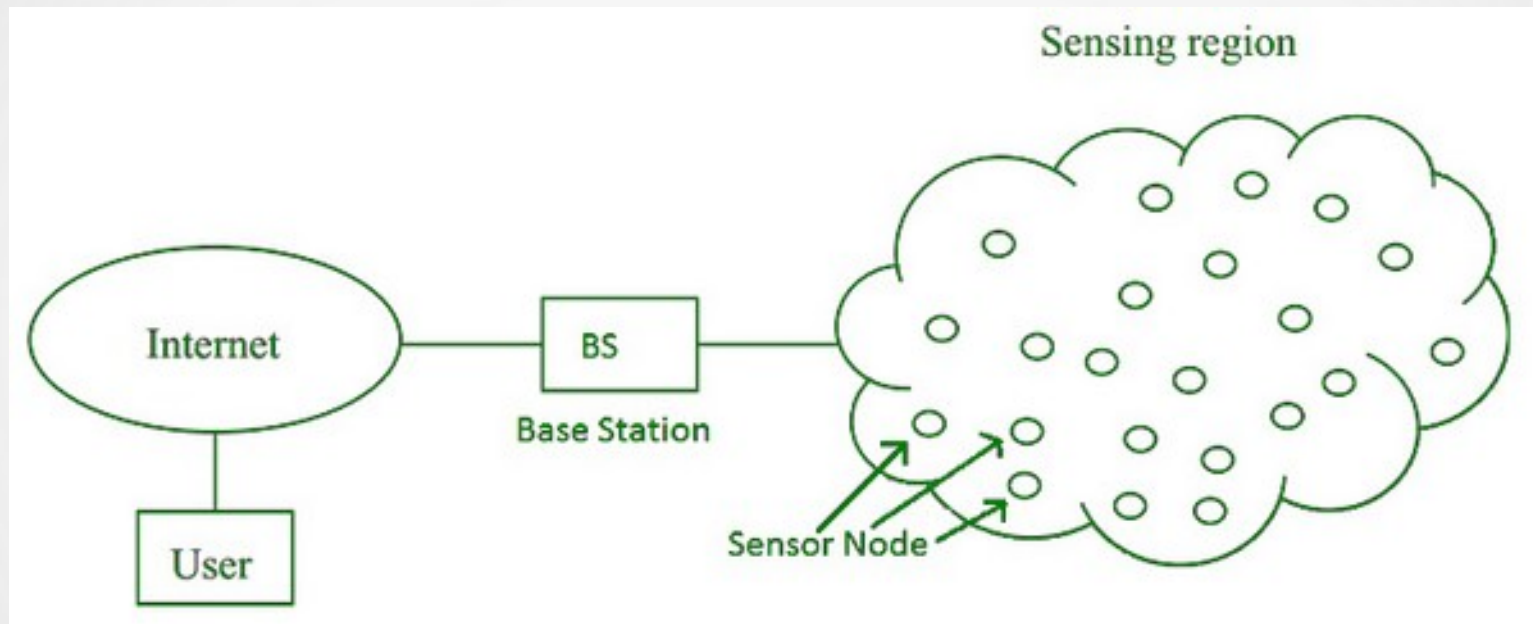 Sensing region
Internet
BS
Base Station
Sensor Node
User